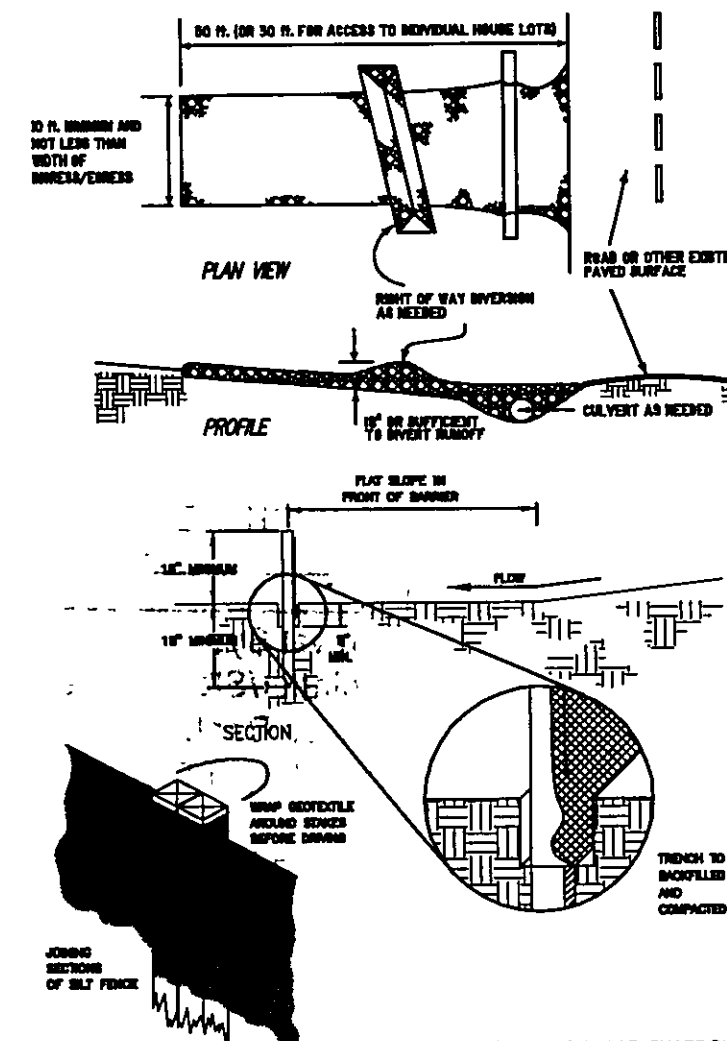 50 ft. (OR 30 ft. FOR ACCESS TO INDIVIDUAL HOUSE LOTS)
10 ft. MINIMUM AND
NOT LESS THAN
WIDTH OF
INGRESS/EGRESS
PLAN VIEW
RIGHT OF WAY DIVERSION
AS NEEDED
ROAD OR OTHER EXISTI
PAVED SURFACE
PROFILE
OR SUFFICIENT
TO DIVERT RUNOFF
CULVERT AS NEEDED
FLAT SLOPE IN
FRONT OF BARRIER
MINIMUM
FLOW
MINIMUM
MIN.
SECTION
WRAP GEOTEXTILE
AROUND STAKES
BEFORE DRIVING
TRENCH TO
BACKFILLED
AND
COMPACTED
JOINING
SECTIONS
OF SILT FENCE